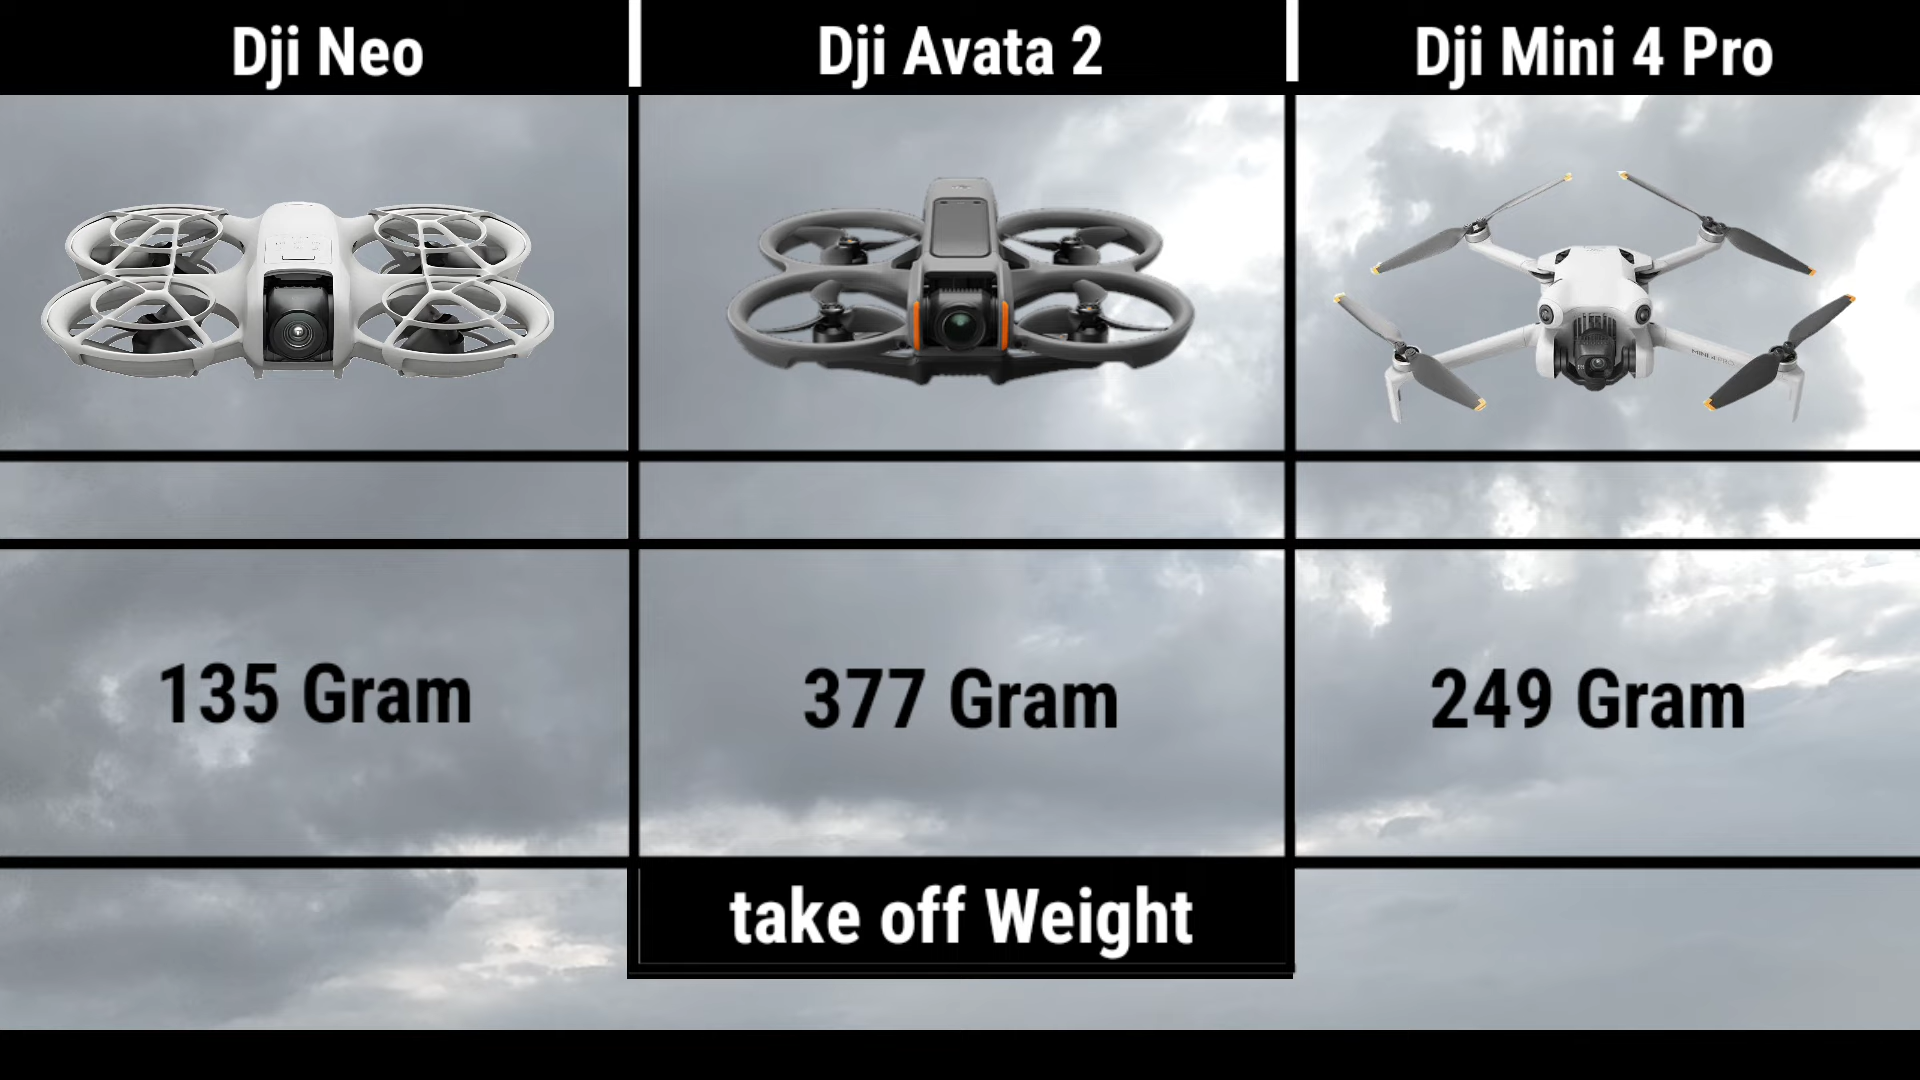 Dji Neo
Dji Avata 2
Dji Mini 4 Pro
135 Gram
377 Gram
249 Gram
take off Weight